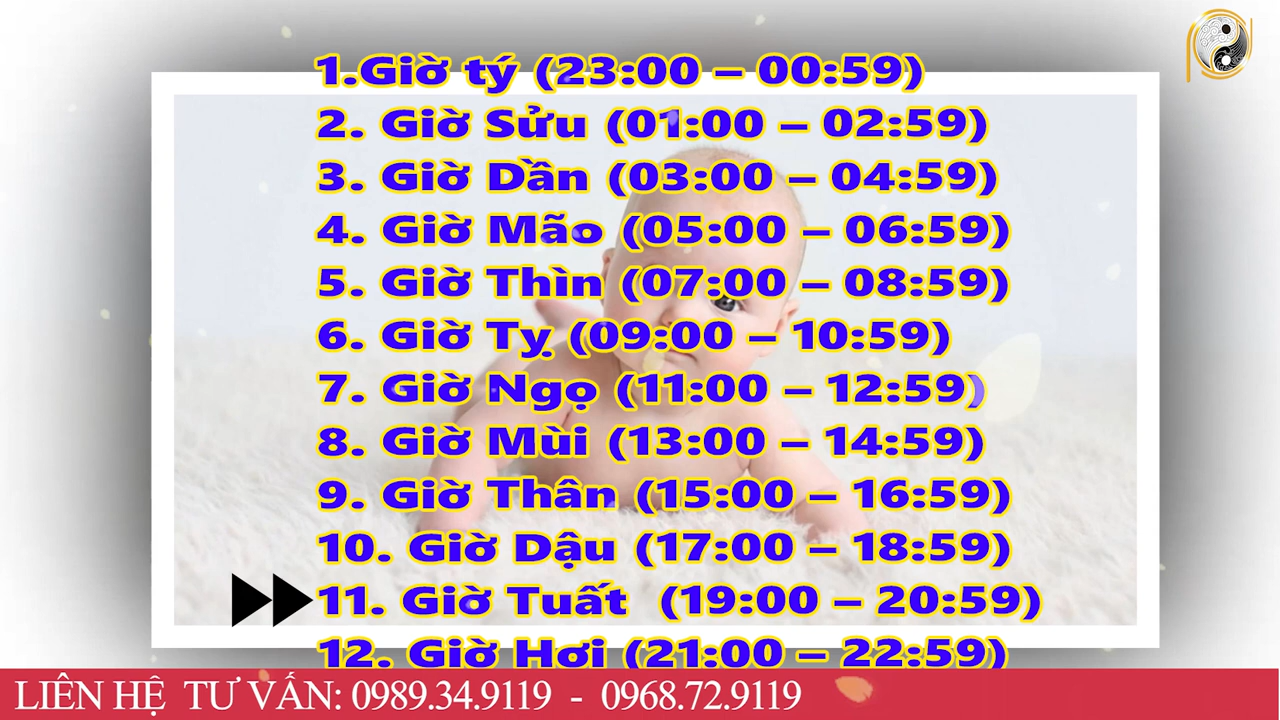 1.Giờ tý (23:00 – 00:59)
2. Giờ Sửu (01:00 – 02:59)
3. Giờ Dần (03:00 – 04:59)
4. Giờ Mão (05:00 – 06:59)
5. Giờ Thìn (07:00 – 08:59)
6. Giờ Tỵ (09:00 – 10:59)
7. Giờ Ngọ (11:00 – 12:59)
8. Giờ Mùi (13:00 – 14:59)
9. Giờ Thân (15:00 – 16:59)
10. Giờ Dậu (17:00 – 18:59)
11. Giờ Tuất (19:00 – 20:59)
12. Giờ Hợi (21:00 – 22:59)
LIÊN HỆ TƯ VẤN: 0989.34.9119 - 0968.72.9119